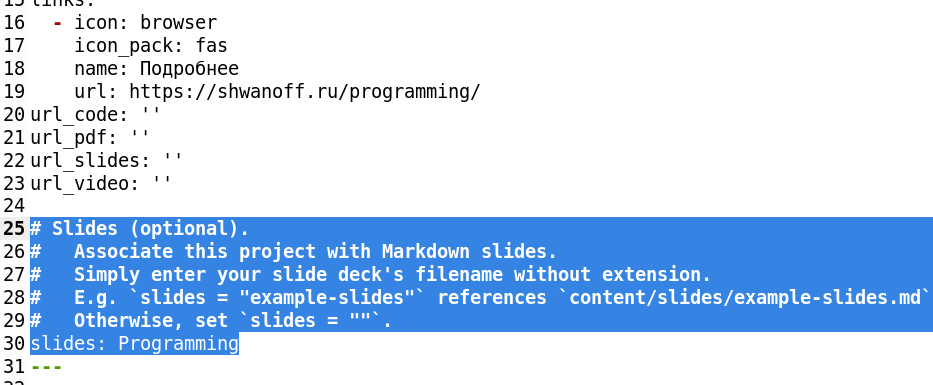 15 links:
16   - icon: browser
17     icon_pack: fas
18     name: Подробнее
19     url: https://shwanoff.ru/programming/
20 url_code: ''
21 url_pdf: ''
22 url_slides: ''
23 url_video: ''
24
25 # Slides (optional).
26 #   Associate this project with Markdown slides.
27 #   Simply enter your slide deck's filename without extension.
28 #   E.g. `slides = "example-slides"` references `content/slides/example-slides.md`
29 #   Otherwise, set `slides = ""`.
30 slides: Programming
31 ---